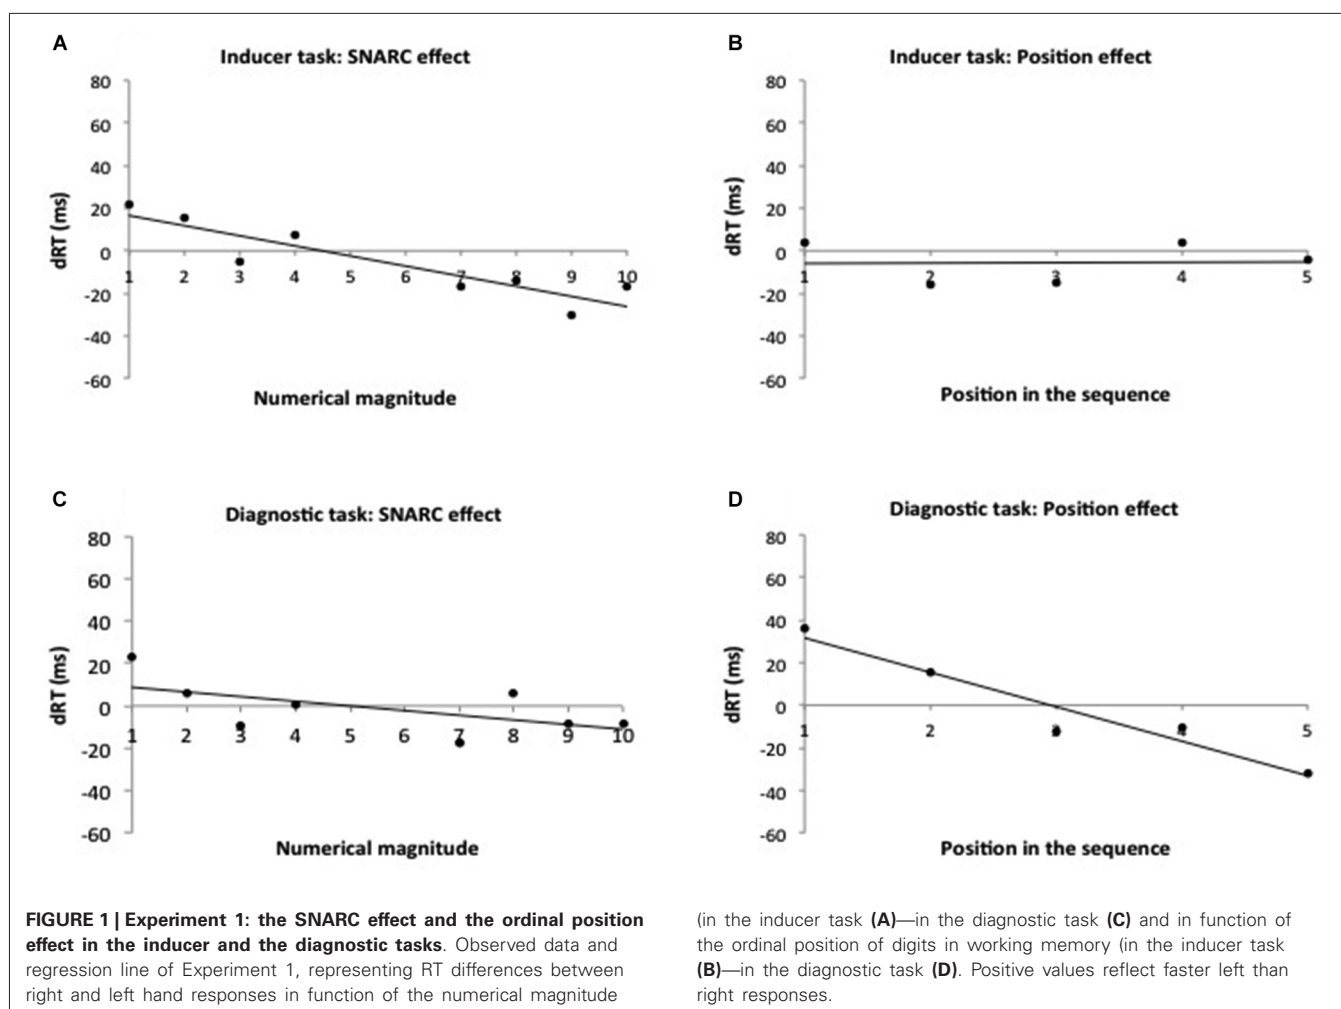 A
Inducer task: SNARC effect
80
60
40
20
0
-20
-40
-60
dRT (ms)
1 2 3 4 5 6 7 8 9 10
Numerical magnitude
B
Inducer task: Position effect
80
60
40
20
0
-20
-40
-60
dRT (ms)
1 2 3 4 5
Position in the sequence
C
Diagnostic task: SNARC effect
80
60
40
20
0
-20
-40
-60
dRT (ms)
1 2 3 4 5 6 7 8 9 10
Numerical magnitude
D
Diagnostic task: Position effect
80
60
40
20
0
-20
-40
-60
dRT (ms)
1 2 3 4 5
Position in the sequence
FIGURE 1 | Experiment 1: the SNARC effect and the ordinal position
effect in the inducer and the diagnostic tasks. Observed data and
regression line of Experiment 1, representing RT differences between
right and left hand responses in function of the numerical magnitude
(in the inducer task (A)—in the diagnostic task (C) and in function of
the ordinal position of digits in working memory (in the inducer task
(B)—in the diagnostic task (D). Positive values reflect faster left than
right responses.